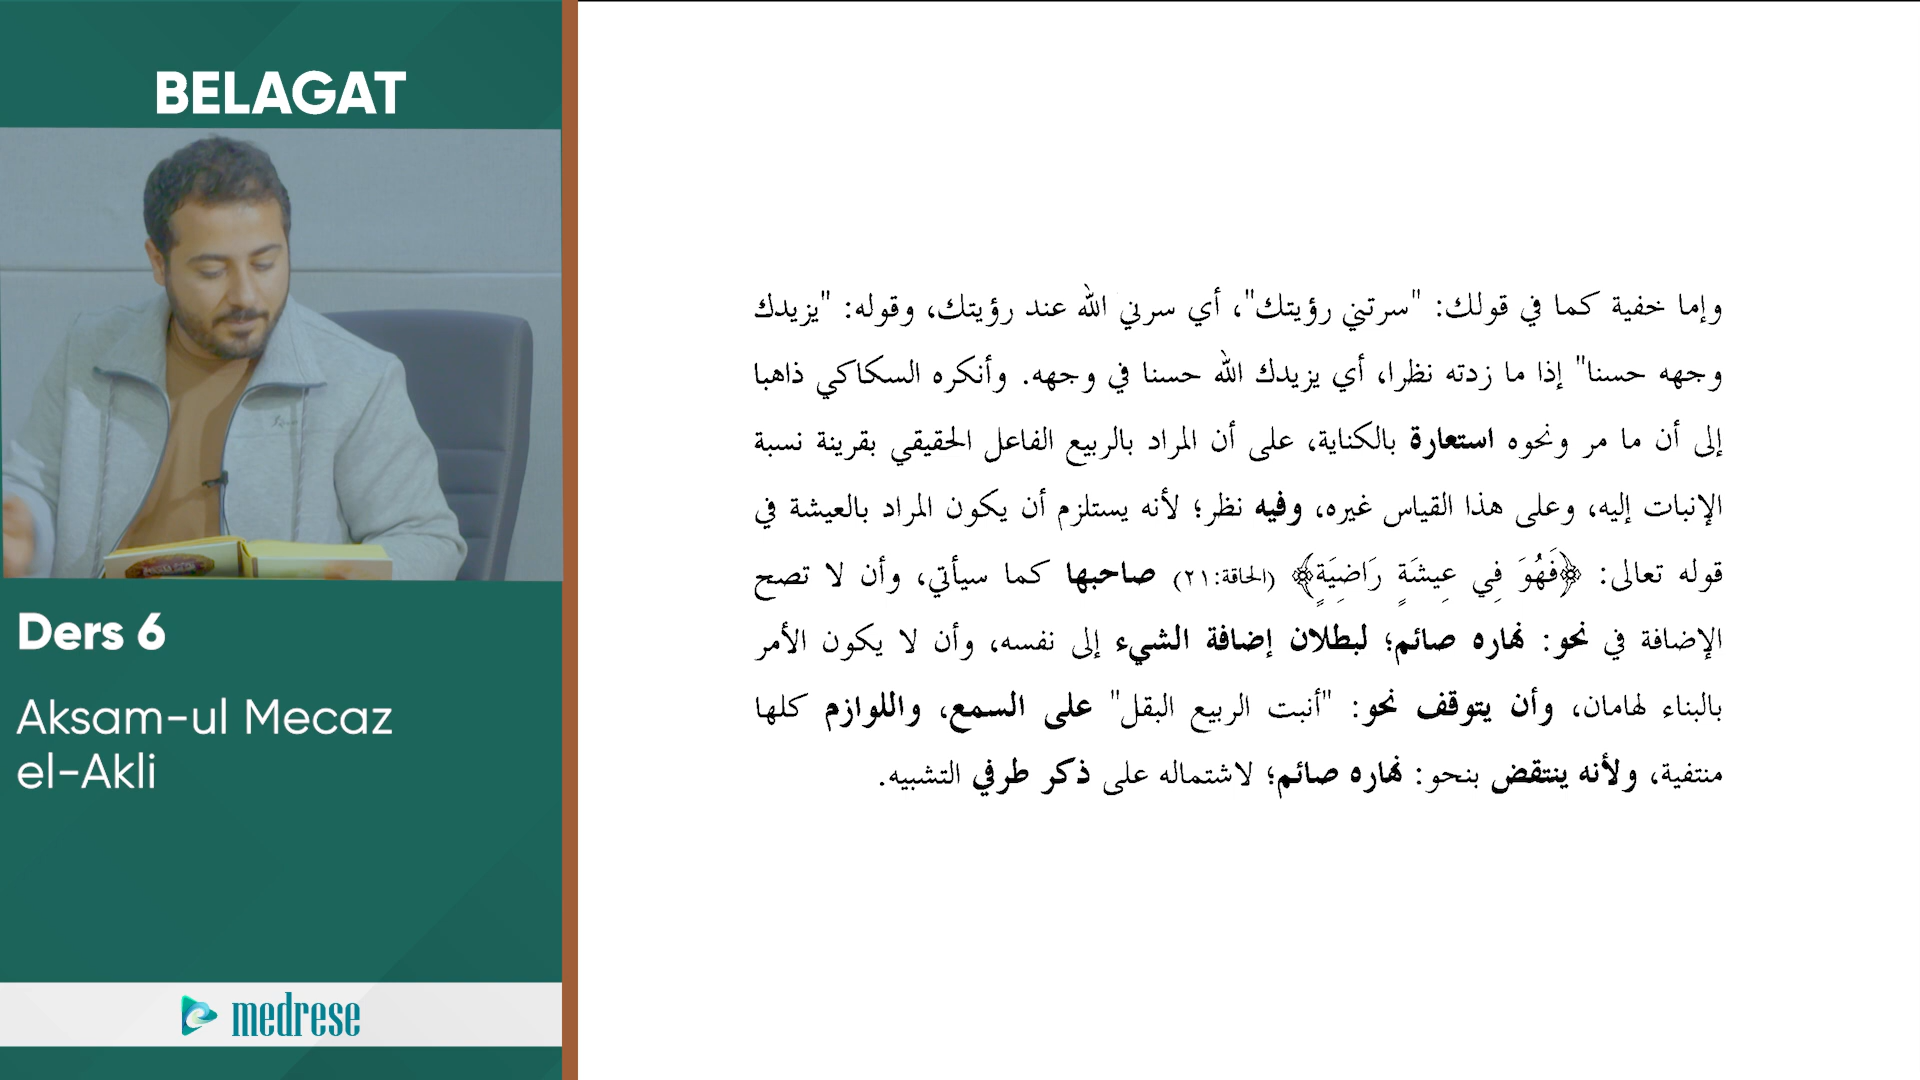 BELAGAT
Ders 6
Aksam-ul Mecaz
el-Akli
medrese
وإما خفية كما في قولك: "سرتني رؤيتك"، أي سرني الله عند رؤيتك، وقوله: "يزيدك
وجهه حسنا" إذا ما زدته نظرا، أي يزيدك الله حسنا في وجهه. وأنكره السكاكي ذاهبا
إلى أن ما مر ونحوه استعارة بالكناية، على أن المراد بالربيع الفاعل الحقيقي بقرينة نسبة
الإنبات إليه، وعلى هذا القياس غيره، وفيه نظر؛ لأنه يستلزم أن يكون المراد بالعيشة في
قوله تعالى: ﴿فَهُوَ فِي عِيشَةٍ رَاضِيَةٍ﴾ (الحاقة:٢١) صاحبها كما سيأتي، وأن لا تصح
الإضافة في نحو: نهاره صائم؛ لبطلان إضافة الشيء إلى نفسه، وأن لا يكون الأمر
بالبناء لهامان، وأن يتوقف نحو: "أنبت الربيع البقل" على السمع، واللوازم كلها
منتفية، ولأنه ينتقض بنحو: نهاره صائم؛ لاشتماله على ذكر طرفي التشبيه.